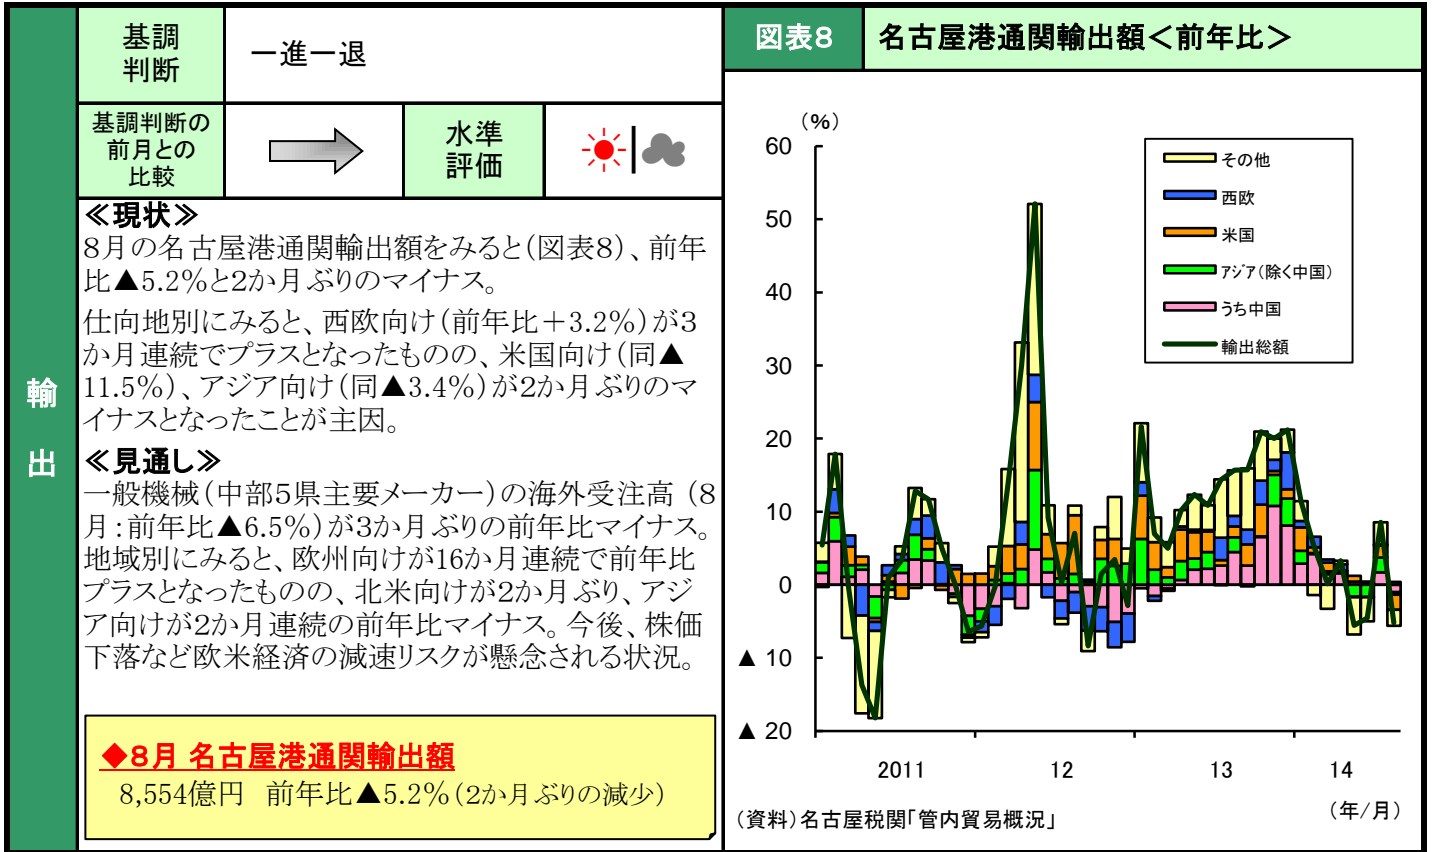 輸出
基調
判断
一進一退
基調判断の
前月との
比較
水準
評価
≪現状≫
8月の名古屋港通関輸出額をみると(図表8)、前年
比▲5.2%と2か月ぶりのマイナス。
仕向地別にみると、西欧向け(前年比+3.2%)が3
か月連続でプラスとなったものの、米国向け(同▲
11.5%)、アジア向け(同▲3.4%)が2か月ぶりのマ
イナスとなったことが主因。
≪見通し≫
一般機械(中部5県主要メーカー)の海外受注高 (8
月:前年比▲6.5%)が3か月ぶりの前年比マイナス。
地域別にみると、欧州向けが16か月連続で前年比
プラスとなったものの、北米向けが2か月ぶり、アジ
ア向けが2か月連続の前年比マイナス。今後、株価
下落など欧米経済の減速リスクが懸念される状況。
◆8月 名古屋港通関輸出額
8,554億円 前年比▲5.2%(2か月ぶりの減少)
図表8
名古屋港通関輸出額<前年比>
(%)
60
50
40
30
20
10
0
▲ 10
▲ 20
その他
西欧
米国
アジア(除く中国)
うち中国
輸出総額
2011
12
13
14
(年/月)
(資料)名古屋税関「管内貿易概況」